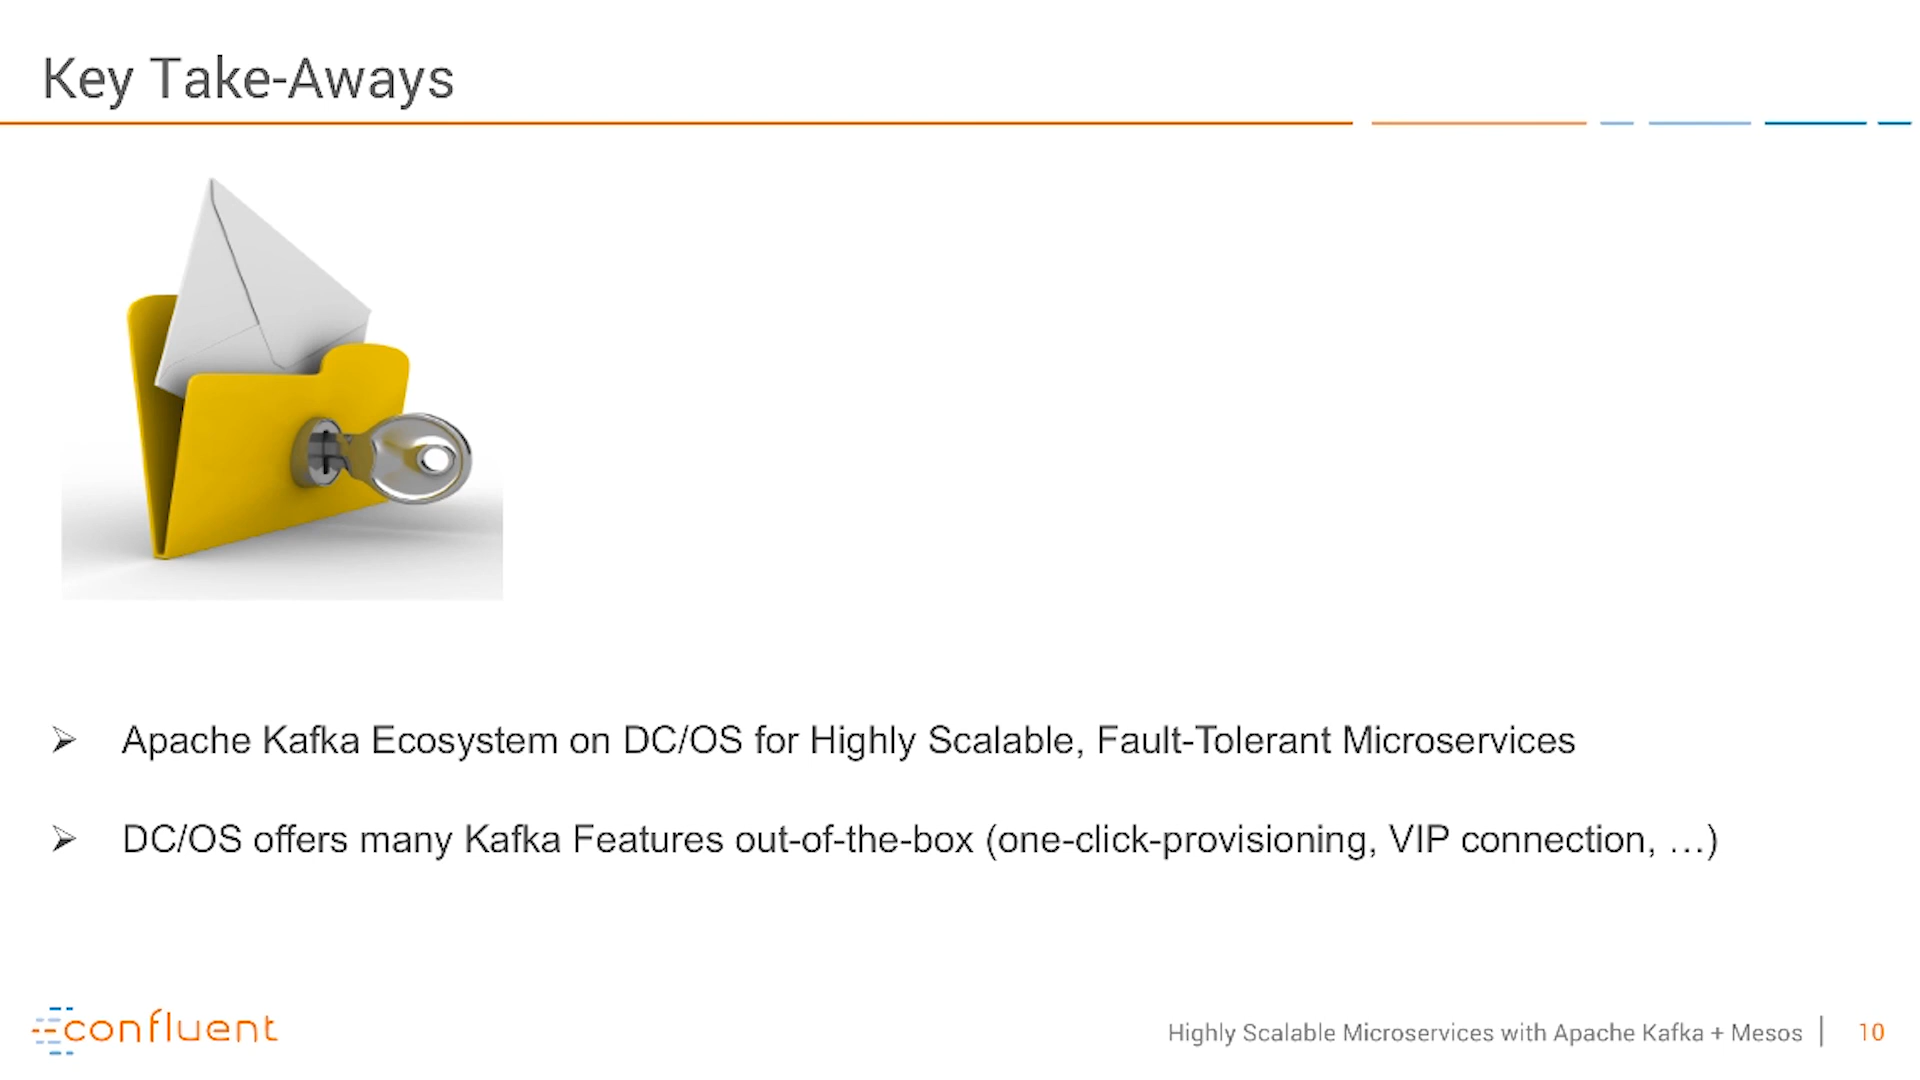 Key Take-Aways
➢ Apache Kafka Ecosystem on DC/OS for Highly Scalable, Fault-Tolerant Microservices
➢ DC/OS offers many Kafka Features out-of-the-box (one-click-provisioning, VIP connection, …)
confluent
Highly Scalable Microservices with Apache Kafka + Mesos | 10